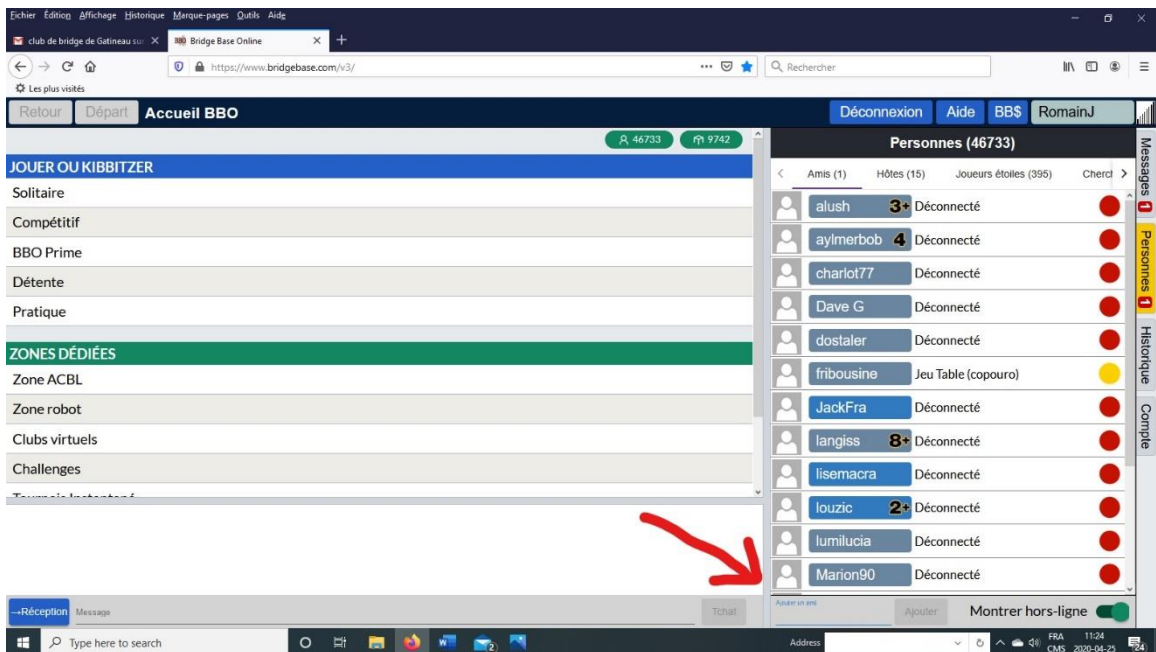 Fichier Édition Affichage Historique Marque-pages Outils Aide
club de bridge de Gatineau sur
BBO Bridge Base Online
https://www.bridgebase.com/v3/
Rechercher
Les plus visités
Retour Départ Accueil BBO Déconnexion Aide BB$ RomainJ
46733 9742
Personnes (46733)
JOUER OU KIBBITZER
Solitaire
Compétitif
BBO Prime
Détente
Pratique
ZONES DÉDIÉES
Zone ACBL
Zone robot
Clubs virtuels
Challenges
Amis (1) Hôtes (15) Joueurs étoiles (395) Cherch
alush 3+ Déconnecté
aylmerbob 4 Déconnecté
charlot77 Déconnecté
Dave G Déconnecté
dostaler Déconnecté
fribousine Jeu Table (copouro)
JackFra Déconnecté
langiss 8+ Déconnecté
lisemacra Déconnecté
louzic 2+ Déconnecté
lumilucia Déconnecté
Marion90 Déconnecté
Messages 1
Personnes 1
Historique
Compte
→Réception Message Tchat
Ajouter un ami Ajouter Montrer hors-ligne
Type here to search
Address
FRA 11:24
CMS 2020-04-25
24